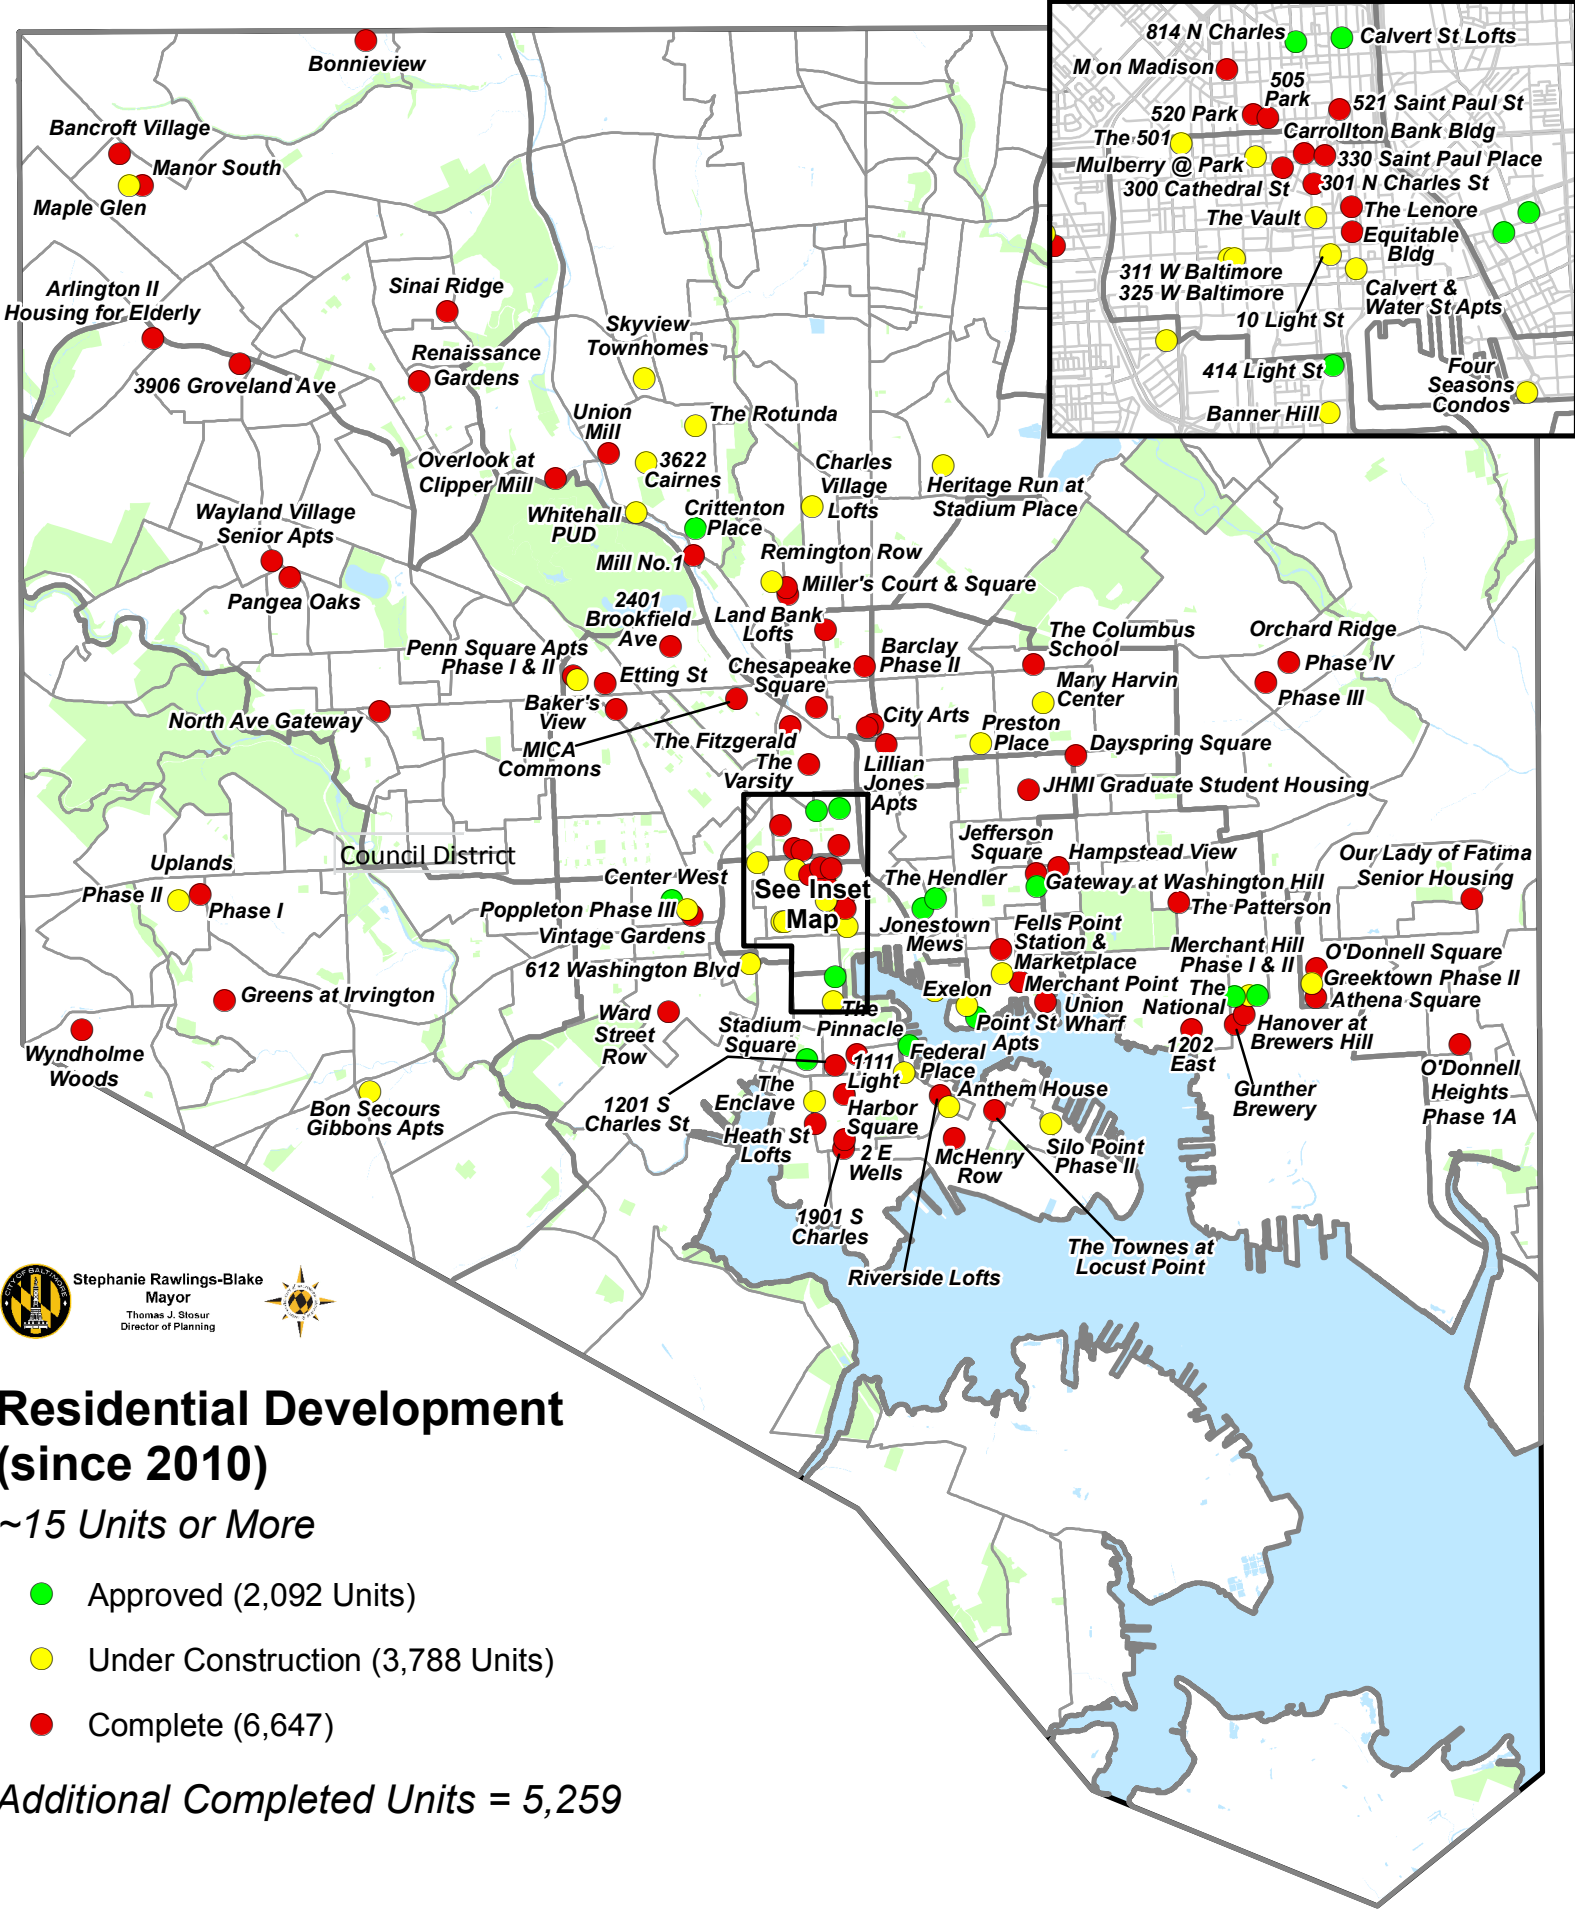 Bonnieview
Bancroft Village
Manor South
Maple Glen
Arlington II
Housing for Elderly
3906 Groveland Ave
Sinai Ridge
Renaissance
Gardens
Skyview
Townhomes
The Rotunda
Union
Mill
3622
Cairnes
Overlook at
Clipper Mill
Whitehall
PUD
Crittenton
Place
Mill No.1
Charles
Village
Lofts
Heritage Run at
Stadium Place
Wayland Village
Senior Apts
Pangea Oaks
Remington Row
Miller's Court & Square
2401
Brookfield
Ave
Land Bank
Lofts
Penn Square Apts
Phase I & II
Etting St
Chesapeake
Square
Barclay
Phase II
The Columbus
School
Orchard Ridge
Phase IV
Phase III
Mary Harvin
Center
North Ave Gateway
Baker's
View
MICA
Commons
The Fitzgerald
The
Varsity
City Arts
Lillian
Jones
Apts
Preston
Place
Dayspring Square
JHMI Graduate Student Housing
Council District
Uplands
Phase II
Phase I
Center West
Poppleton Phase III
Vintage Gardens
See Inset
Map
The Hendler
Jonestown
Mews
Jefferson
Square
Hampstead View
Gateway at Washington Hill
The Patterson
Our Lady of Fatima
Senior Housing
Fells Point
Station &
Marketplace
Merchant Hill
Phase I & II
O'Donnell Square
Greektown Phase II
Athena Square
612 Washington Blvd
Exelon
Merchant Point
Union
Wharf
The
National
Greens at Irvington
Wyndholme
Woods
Ward
Street
Row
Stadium
Square
The
Pinnacle
Point St
Apts
1202
East
Hanover at
Brewers Hill
O'Donnell
Heights
Phase 1A
Gunther
Brewery
1111
Light
Federal
Place
Anthem House
The
Enclave
1201 S
Charles St
Harbor
Square
Heath St
Lofts
2 E
Wells
McHenry
Row
Silo Point
Phase II
Bon Secours
Gibbons Apts
1901 S
Charles
Riverside Lofts
The Townes at
Locust Point
814 N Charles
Calvert St Lofts
M on Madison
505
Park
520 Park
521 Saint Paul St
The 501
Carrollton Bank Bldg
Mulberry @ Park
330 Saint Paul Place
300 Cathedral St
301 N Charles St
The Vault
The Lenore
Equitable
Bldg
311 W Baltimore
325 W Baltimore
Calvert &
Water St Apts
10 Light St
414 Light St
Four
Seasons
Condos
Banner Hill
CITY OF BALTIMORE
Stephanie Rawlings-Blake
Mayor
Thomas J. Stosur
Director of Planning
Residential Development
(since 2010)
~15 Units or More
Approved (2,092 Units)
Under Construction (3,788 Units)
Complete (6,647)
Additional Completed Units = 5,259